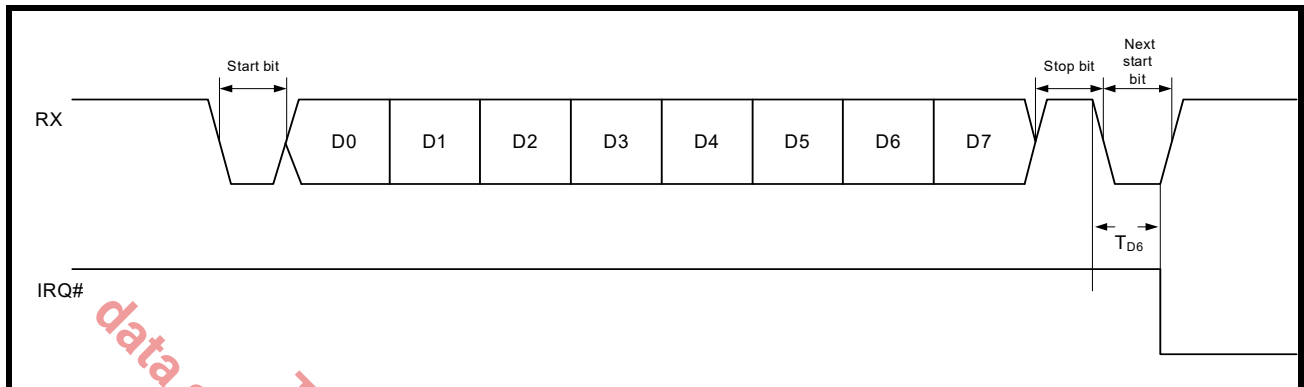 Next
start
bit
Start bit
Stop bit
RX
D0 D1 D2 D3 D4 D5 D6 D7
TD6
IRQ#
data